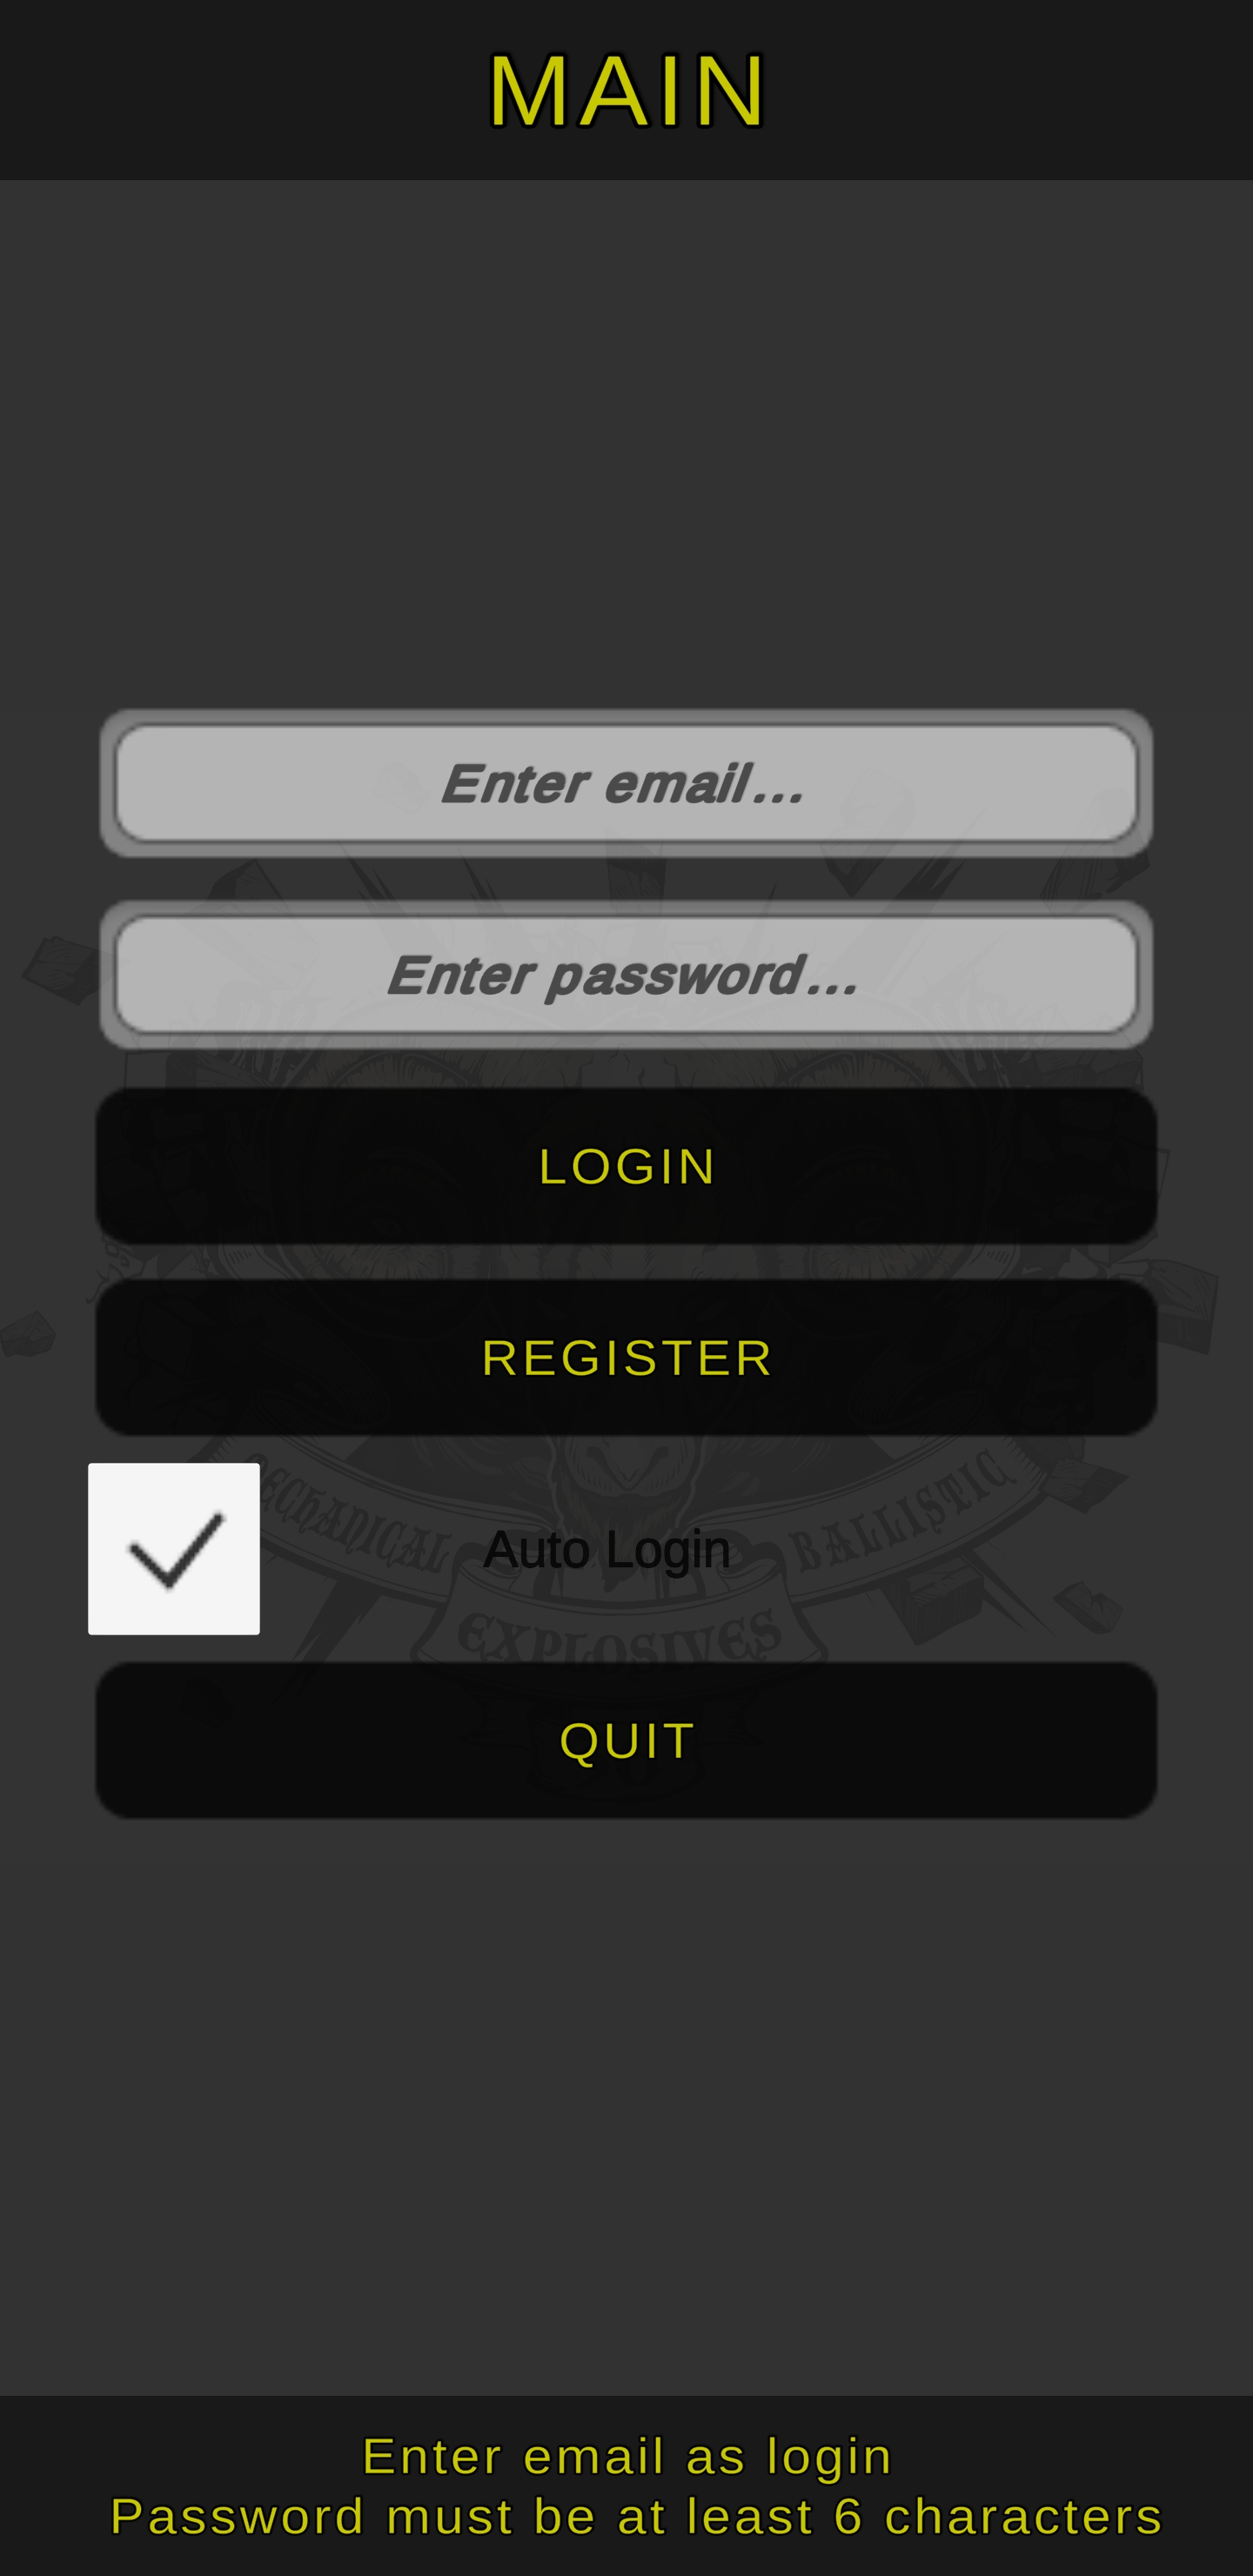 MAIN
Enter email...
Enter password...
LOGIN
REGISTER
Auto Login
MECHANICAL BALLISTIC
EXPLOSIVES
QUIT
Enter email as login
Password must be at least 6 characters